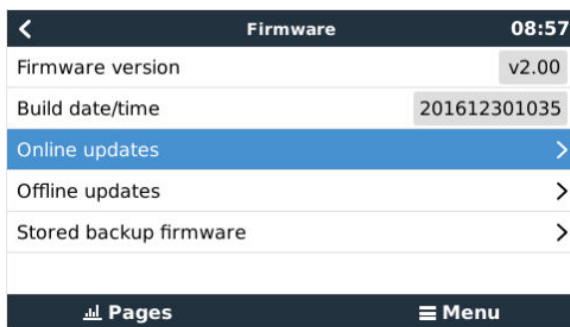 Firmware 08:57
Firmware version v2.00
Build date/time 201612301035
Online updates
Offline updates
Stored backup firmware
Pages Menu